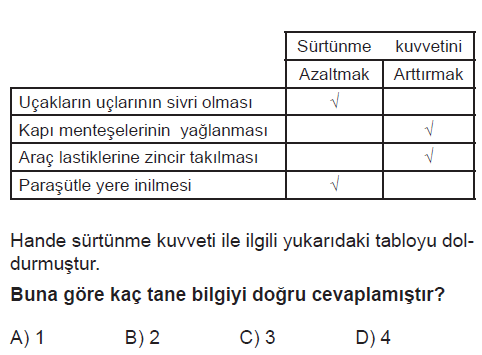 Sürtünme kuvvetini
Azaltmak Arttırmak
Uçakların uçlarının sivri olması √
Kapı menteşelerinin yağlanması √
Araç lastiklerine zincir takılması √
Paraşütle yere inilmesi √
Hande sürtünme kuvveti ile ilgili yukarıdaki tabloyu dol-
durmuştur.
Buna göre kaç tane bilgiyi doğru cevaplamıştır?
A) 1 B) 2 C) 3 D) 4